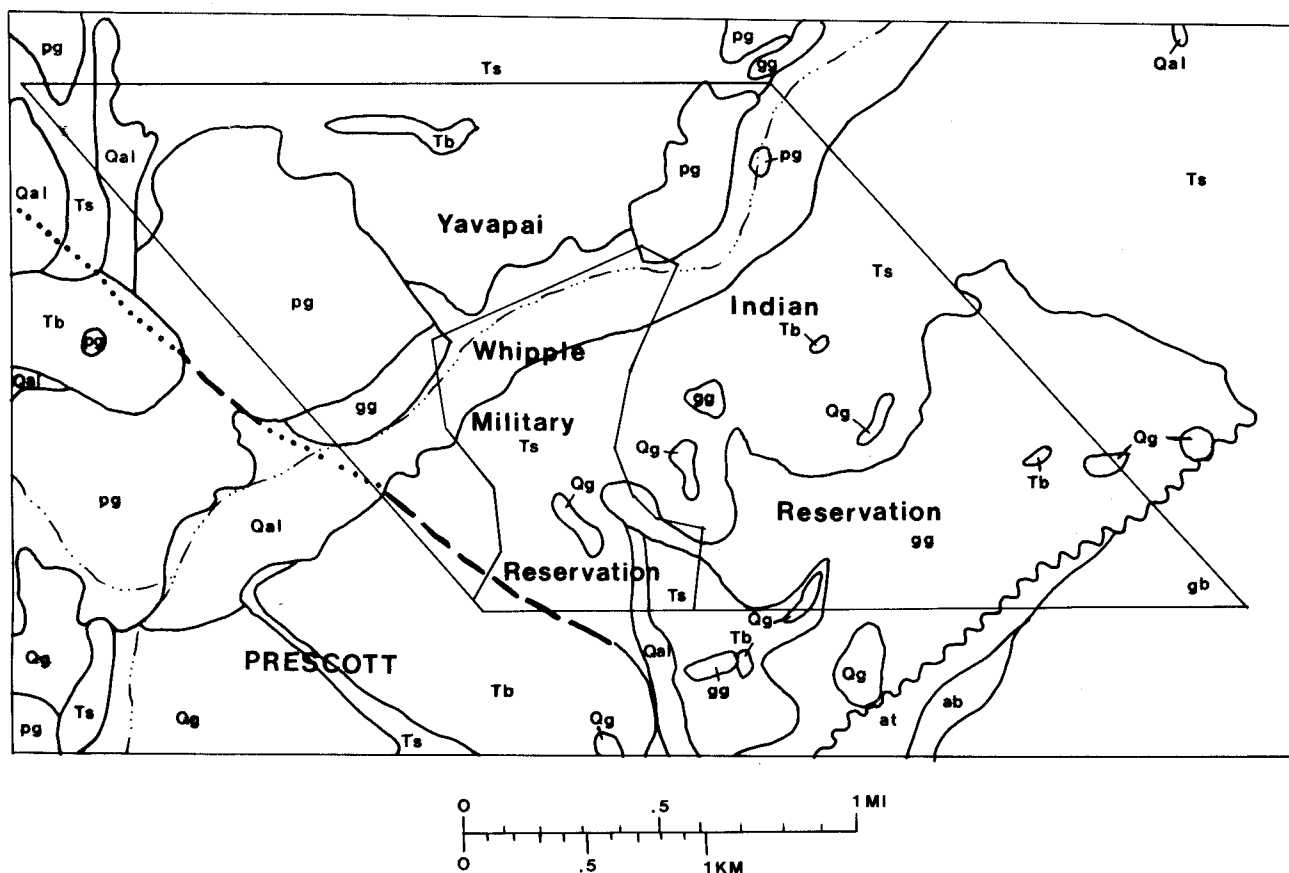 pg
pg
gg
Ts
Qal
Qal
Tb
pg
pg
Qal
Ts
Ts
Yavapai
Ts
pg
Indian
Tb
Tb
pg
Whipple
Qal
gg
gg
Military
Ts
Qg
Qg
Qg
Tb
Qg
pg
Qal
Reservation
gg
Reservation
Ts
gb
Qg
Qal
Tb
PRESCOTT
Qg
gg
Qg
Tb
ab
Ts
Qg
Qg
at
pg
Ts
0 .5 1 MI
0 .5 1 KM